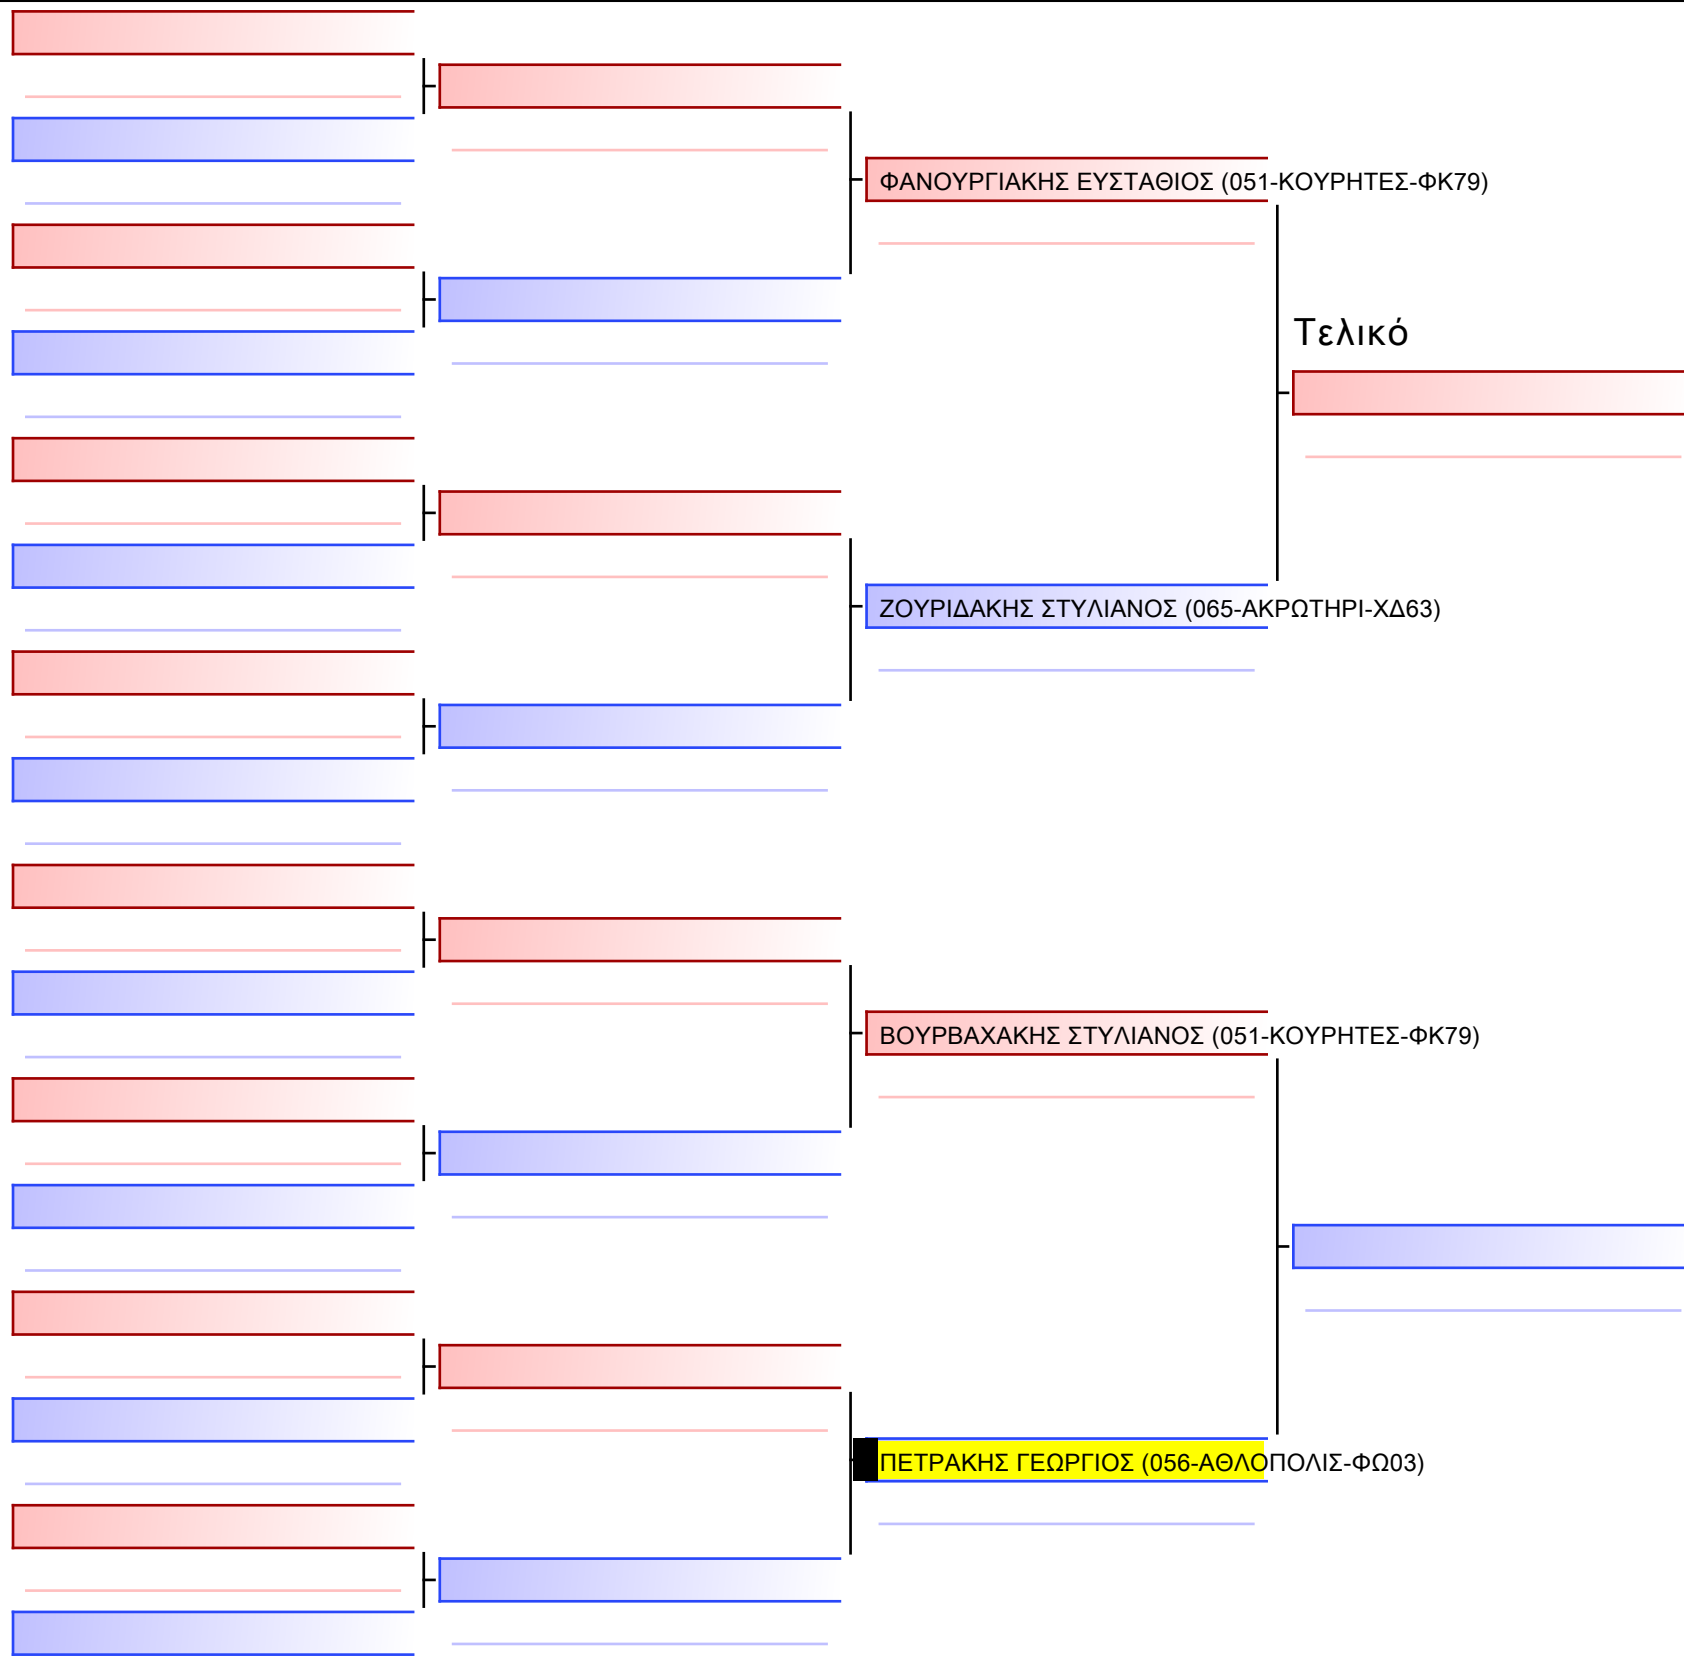 ΦΑΝΟΥΡΓΙΑΚΗΣ ΕΥΣΤΑΘΙΟΣ (051-ΚΟΥΡΗΤΕΣ-ΦΚ79)
Τελικό
ΖΟΥΡΙΔΑΚΗΣ ΣΤΥΛΙΑΝΟΣ (065-ΑΚΡΩΤΗΡΙ-ΧΔ63)
ΒΟΥΡΒΑΧΑΚΗΣ ΣΤΥΛΙΑΝΟΣ (051-ΚΟΥΡΗΤΕΣ-ΦΚ79)
ΠΕΤΡΑΚΗΣ ΓΕΩΡΓΙΟΣ (056-ΑΘΛΟΠΟΛΙΣ-ΦΩ03)